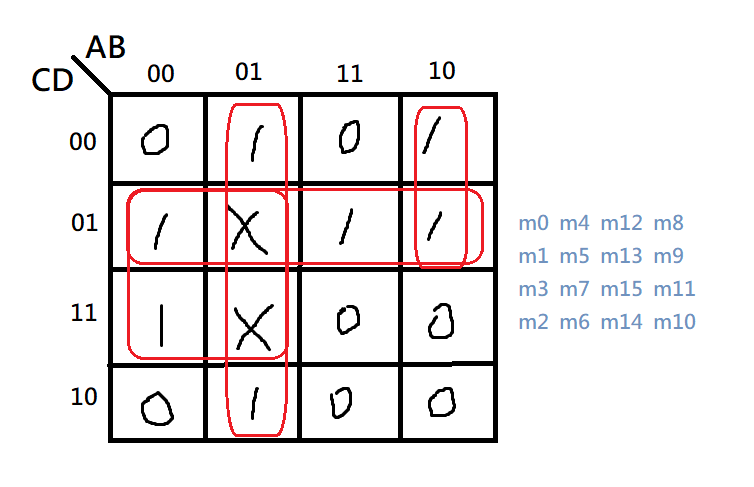 AB
CD 00 01 11 10
00 0 1 0 1
01 1 X 1 1
11 1 X 0 0
10 0 1 0 0
m0 m4 m12 m8
m1 m5 m13 m9
m3 m7 m15 m11
m2 m6 m14 m10